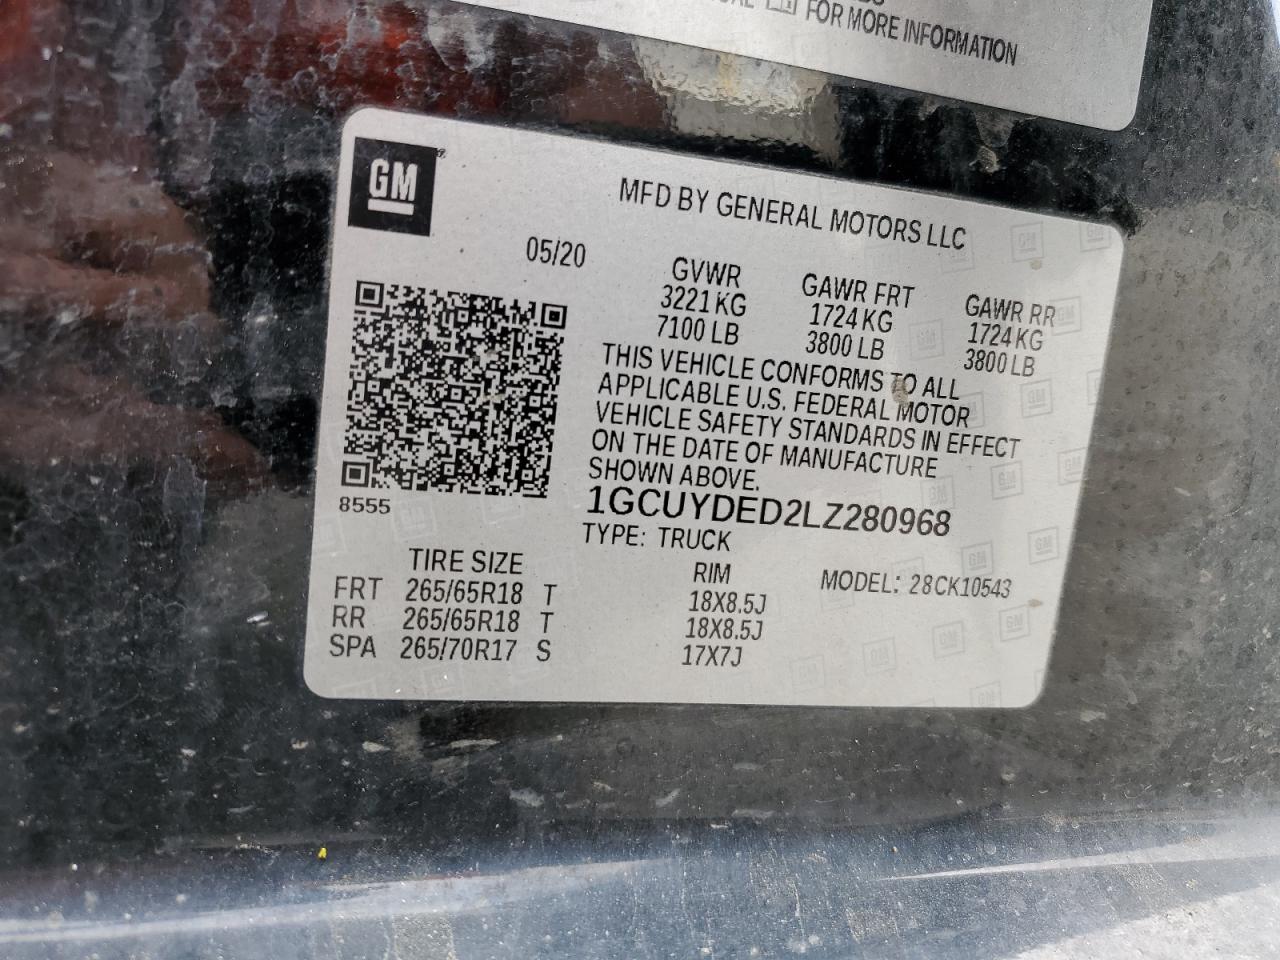 FOR MORE INFORMATION
GM
MFD BY GENERAL MOTORS LLC
05/20
GVWR GAWR FRT GAWR RR
3221 KG 1724 KG 1724 KG
7100 LB 3800 LB 3800 LB
THIS VEHICLE CONFORMS TO ALL
APPLICABLE U.S. FEDERAL MOTOR
VEHICLE SAFETY STANDARDS IN EFFECT
ON THE DATE OF MANUFACTURE
SHOWN ABOVE.
8555
1GCUYDED2LZ280968
TYPE: TRUCK
TIRE SIZE RIM MODEL: 28CK10543
FRT 265/65R18 T 18X8.5J
RR 265/65R18 T 18X8.5J
SPA 265/70R17 S 17X7J